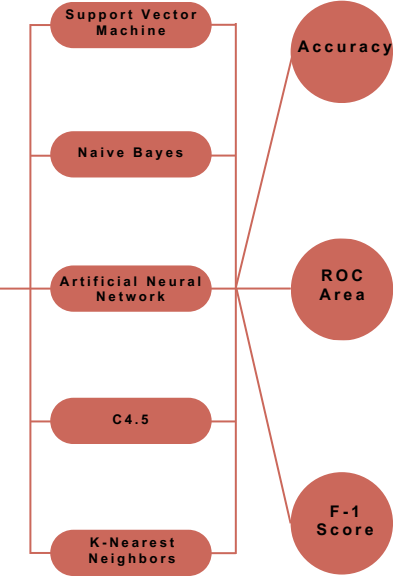 Support Vector
Machine
Naive Bayes
Artificial Neural
Network
C4.5
K-Nearest
Neighbors
Accuracy
ROC
Area
F-1
Score